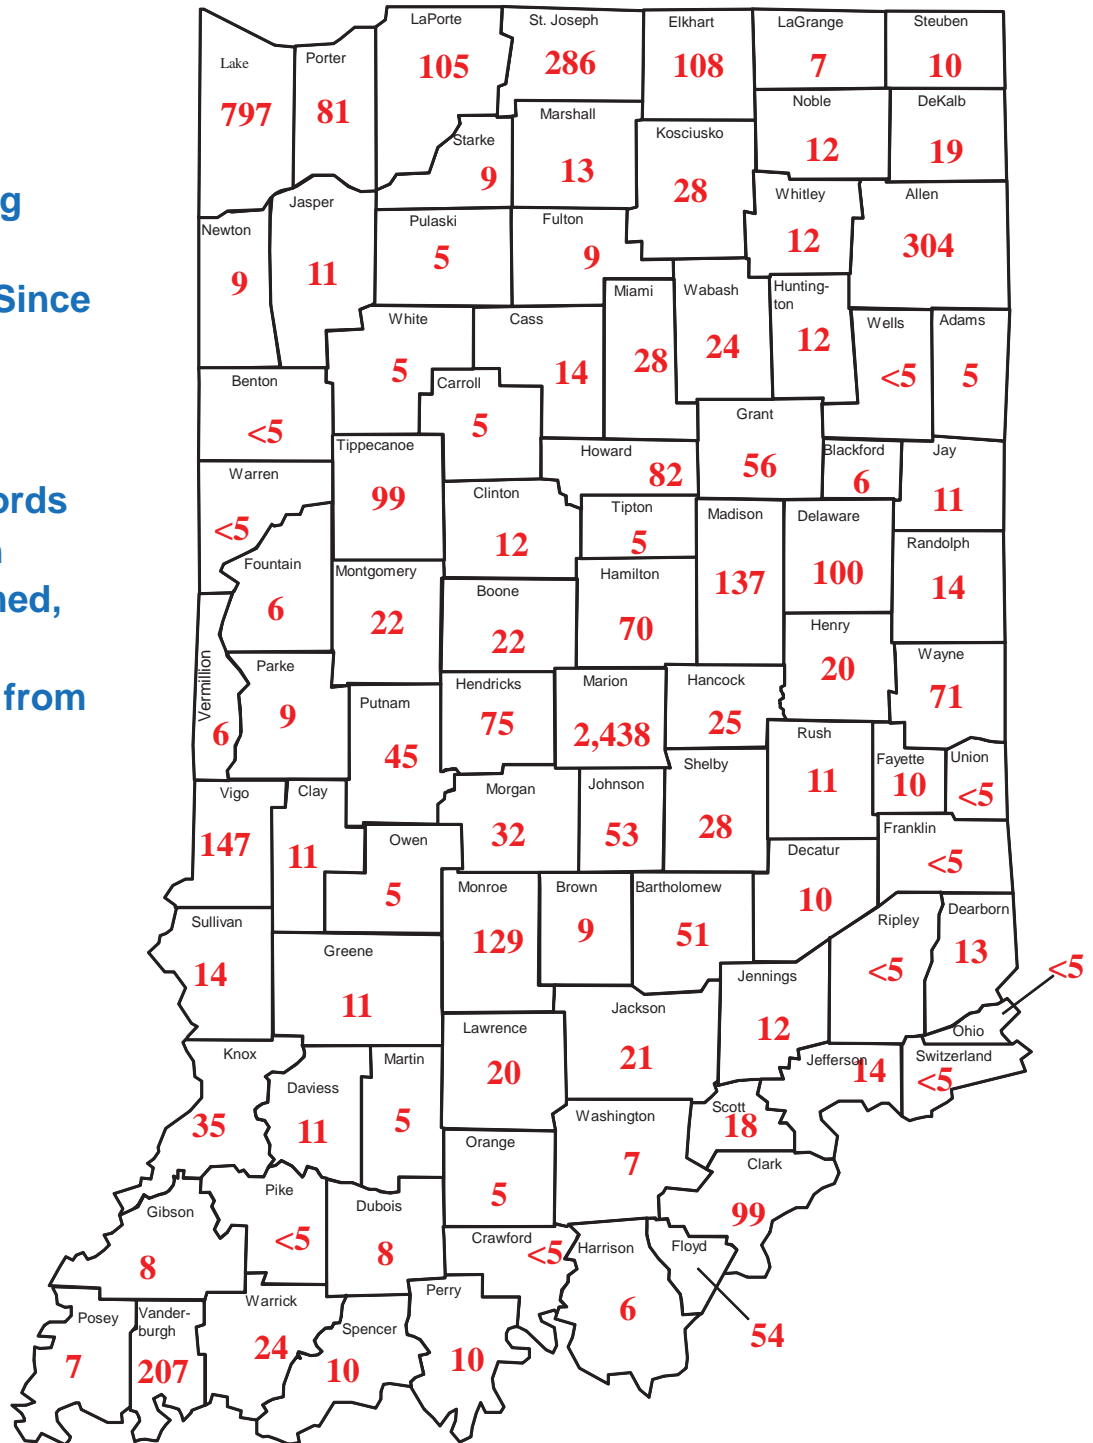 LaPorte
St. Joseph
Elkhart
LaGrange
Steuben
Lake
Porter
105
286
108
7
10
797
81
Noble
DeKalb
Marshall
Kosciusko
Starke
12
19
9
13
28
g
Jasper
Whitley
Allen
Newton
Pulaski
Fulton
12
304
9
11
5
9
Since
Miami
Wabash
Hunting-
ton
White
Cass
Wells
Adams
5
14
28
24
12
<5
5
Benton
Carroll
<5
5
Grant
Tippecanoe
Howard
Blackford
Jay
Warren
82
56
6
11
ords
99
Clinton
Tipton
Madison
Delaware
<5
12
5
Randolph
Fountain
Montgomery
Hamilton
137
100
14
ned,
6
22
Boone
22
70
Henry
20
Wayne
71
Vermillion
6
Parke
9
from
Putnam
45
Hendricks
75
Marion
2,438
Hancock
25
Rush
11
Fayette
10
Union
<5
Shelby
28
Vigo
147
Clay
11
Morgan
32
Johnson
53
Franklin
<5
Owen
5
Decatur
10
Monroe
129
Brown
9
Bartholomew
51
Ripley
<5
Dearborn
13
Sullivan
14
Greene
11
Jennings
12
<5
Ohio
Jackson
21
Lawrence
20
Knox
35
Martin
5
Daviess
11
Jefferson
14
Switzerland
<5
Scott
18
Washington
7
Orange
5
Clark
99
Pike
<5
Gibson
8
Dubois
8
Crawford
<5
Harrison
6
Floyd
54
Perry
10
Warrick
24
Spencer
10
Posey
7
Vander-
burgh
207